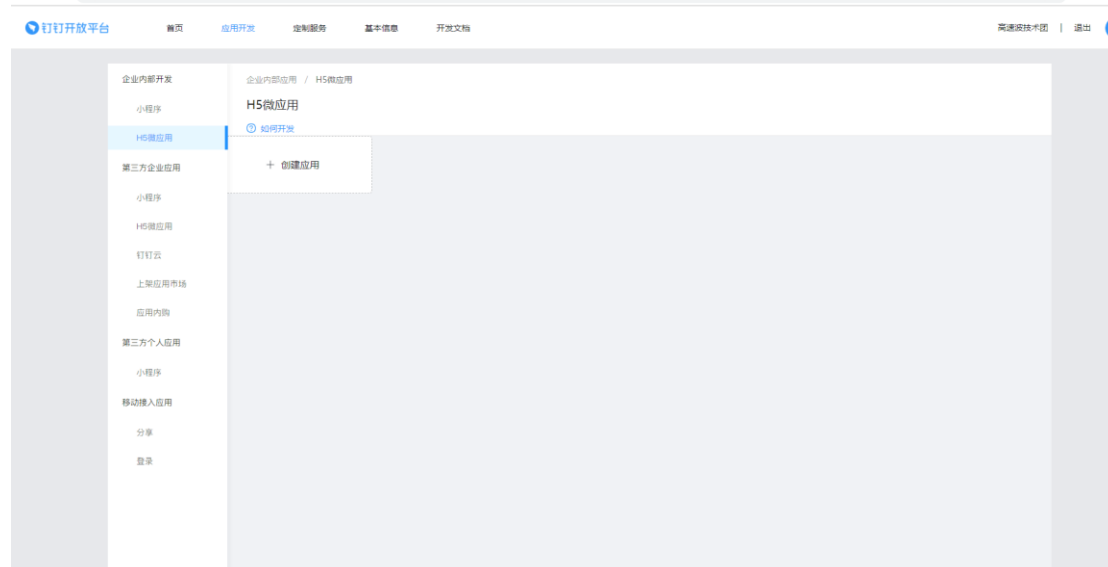 钉钉开放平台 首页 应用开发 定制服务 基本信息 开发文档 高速波技术团 | 退出
企业内部开发
小程序
H5微应用
第三方企业应用
小程序
H5微应用
钉钉云
上架应用市场
应用内购
第三方个人应用
小程序
移动接入应用
分享
登录
企业内部应用 / H5微应用
H5微应用
如何开发
+ 创建应用